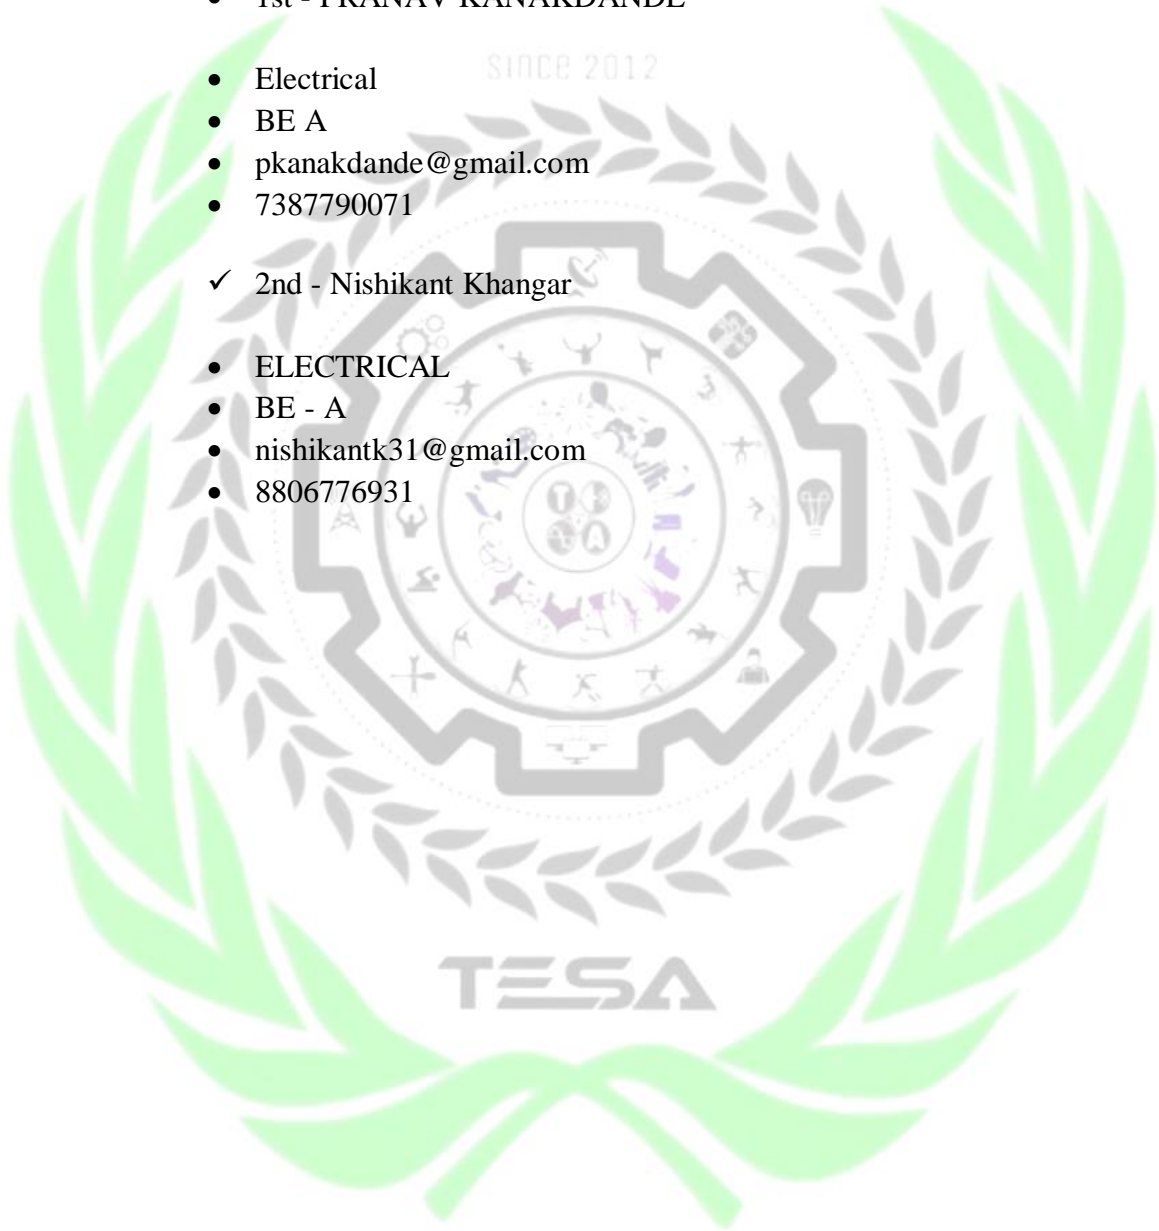 • 1st - PRANAV KANAKDANDE
SINCE 2012
• Electrical
• BE A
• pkanakdande@gmail.com
• 7387790071
✓ 2nd - Nishikant Khangar
• ELECTRICAL
• BE - A
• nishikantk31@gmail.com
• 8806776931
TESA